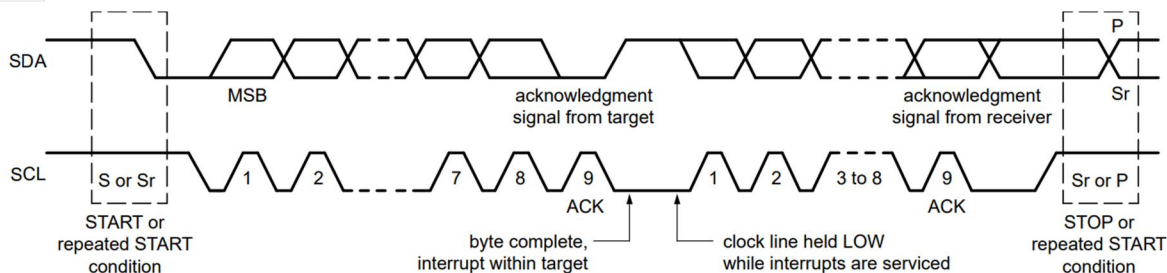 P
SDA
MSB
acknowledgment
signal from target
acknowledgment
signal from receiver
Sr
SCL
S or Sr
1
2
7
8
9
1
2
3 to 8
9
Sr or P
ACK
ACK
START or
repeated START
condition
byte complete,
interrupt within target
clock line held LOW
while interrupts are serviced
STOP or
repeated START
condition